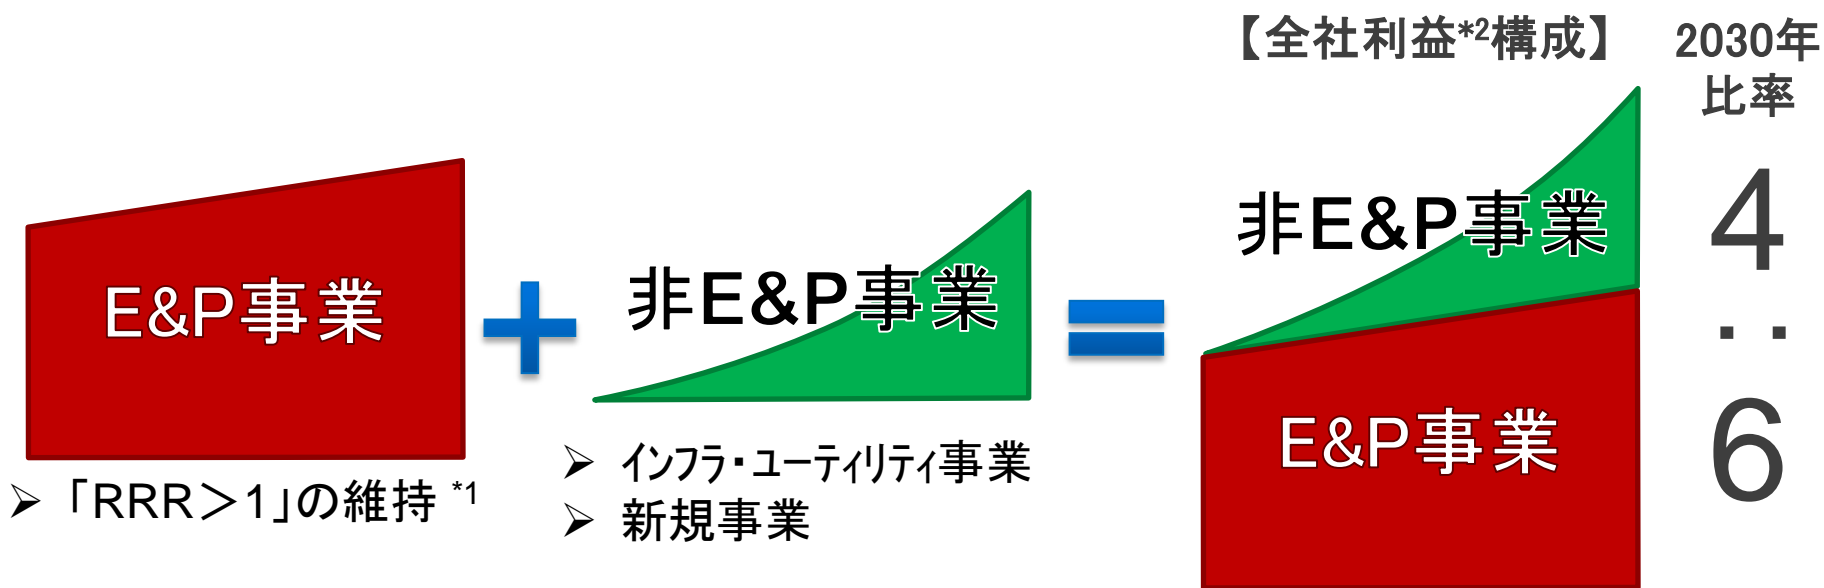 【全社利益*2構成】
2030年
比率
E&P事業
非E&P事業
非E&P事業
E&P事業
4
:
6
➢ 「RRR＞1」の維持 *1
➢ インフラ・ユーティリティ事業
➢ 新規事業